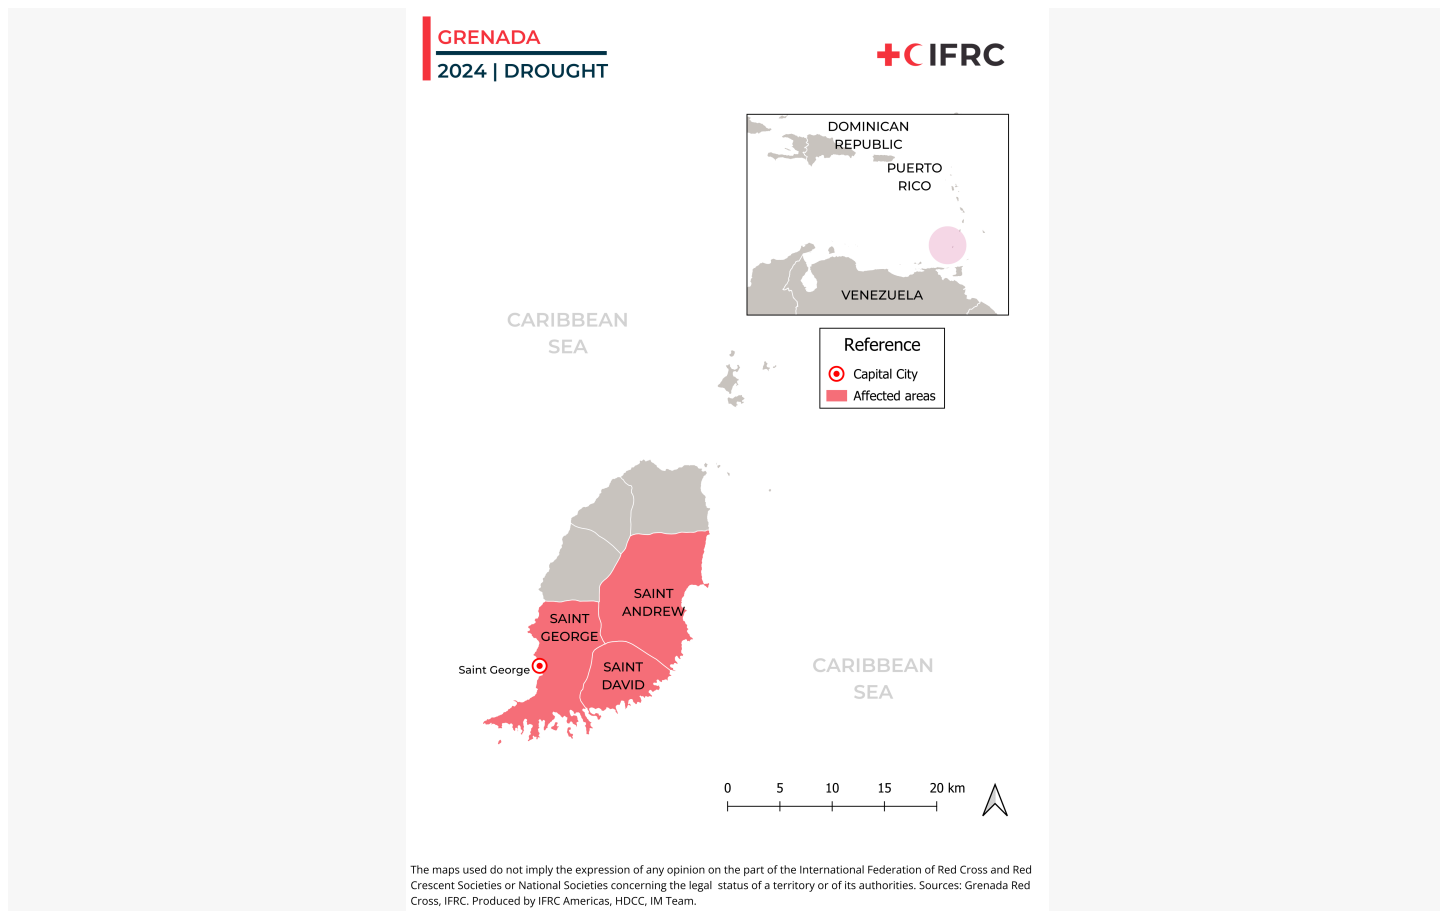 GRENADA
2024 | DROUGHT
IFRC
DOMINICAN
REPUBLIC
PUERTO
RICO
VENEZUELA
CARIBBEAN
SEA
Reference
Capital City
Affected areas
SAINT
ANDREW
SAINT
GEORGE
Saint George
SAINT
DAVID
CARIBBEAN
SEA
0 5 10 15 20 km
The maps used do not imply the expression of any opinion on the part of the International Federation of Red Cross and Red
Crescent Societies or National Societies concerning the legal status of a territory or of its authorities. Sources: Grenada Red
Cross, IFRC. Produced by IFRC Americas, HDCC, IM Team.